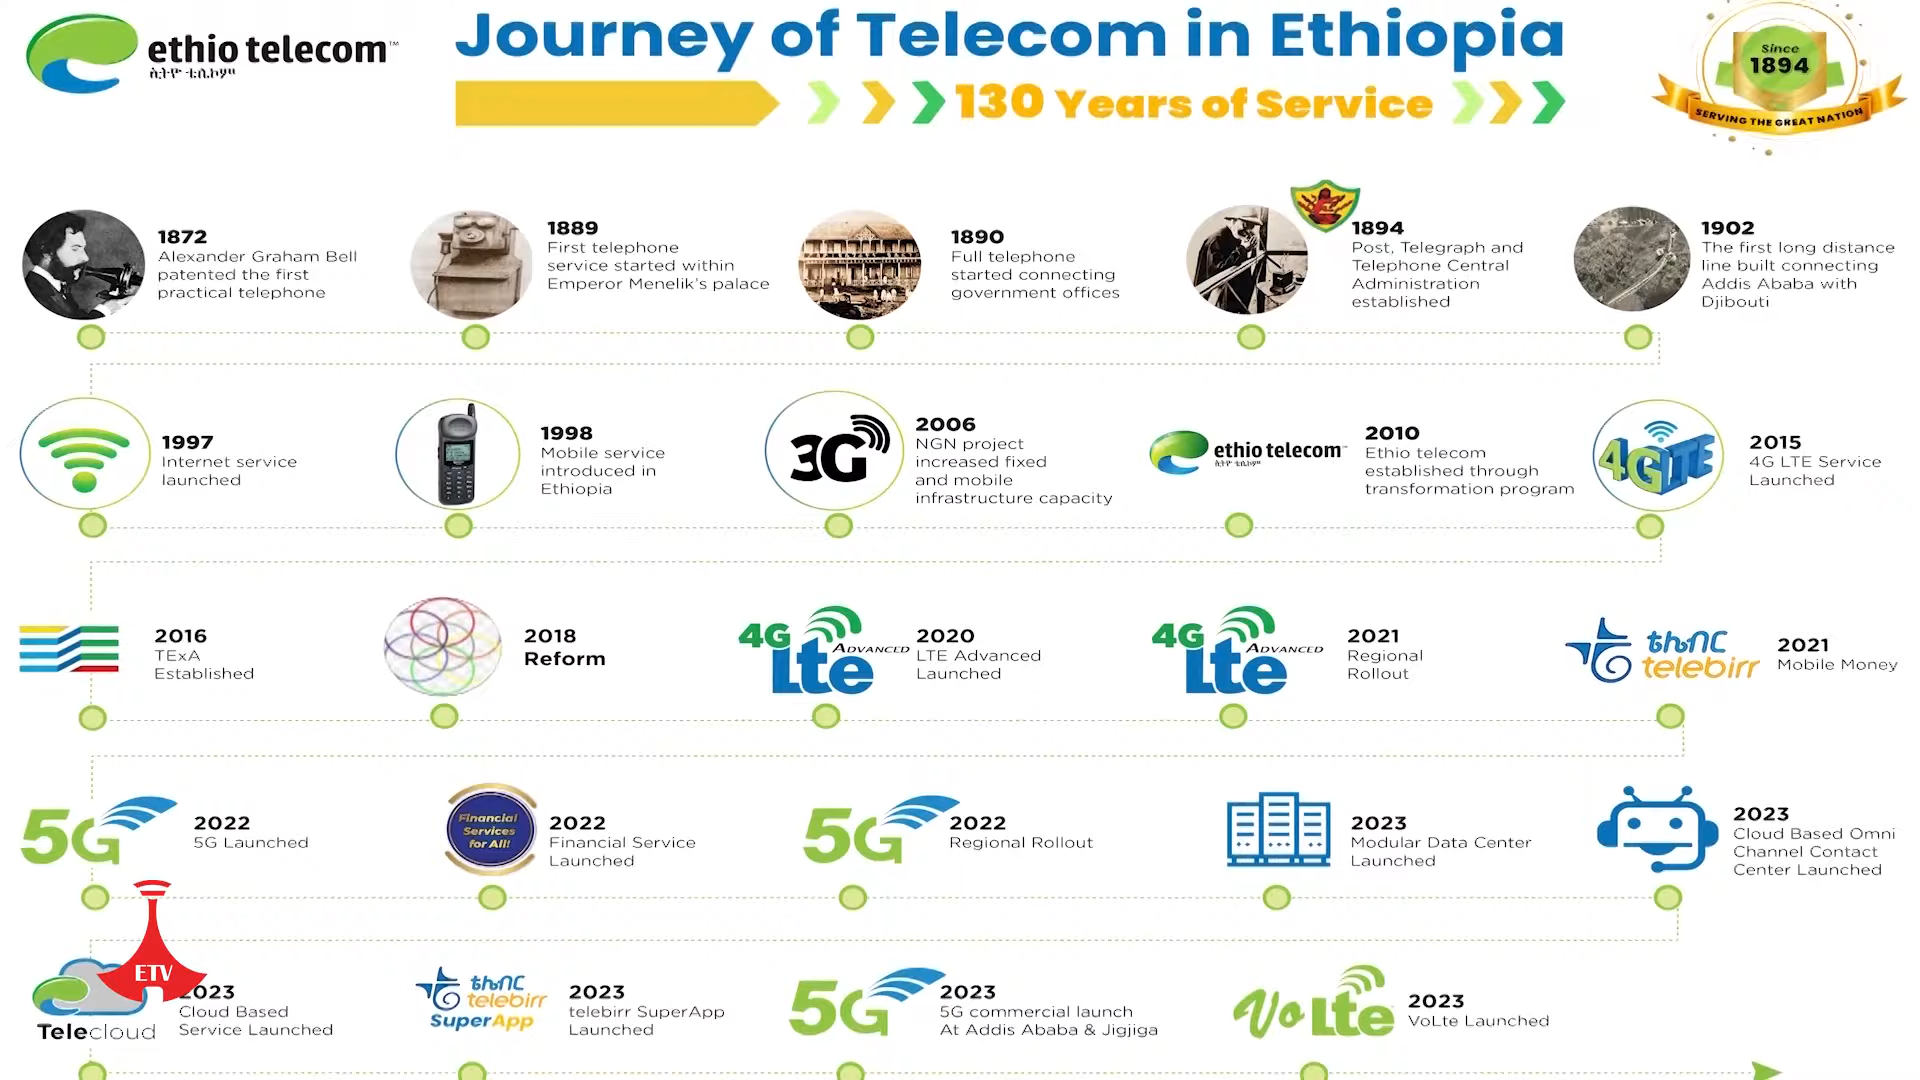 ethio telecom™
ኢትዮ ቴሌኮም
Journey of Telecom in Ethiopia
130 Years of Service
Since
1894
SERVING THE GREAT NATION
1872
Alexander Graham Bell
patented the first
practical telephone
1889
First telephone
service started within
Emperor Menelik's palace
1890
Full telephone
started connecting
government offices
1894
Post, Telegraph and
Telephone Central
Administration
established
1902
The first long distance
line built connecting
Addis Ababa with
Djibouti
1997
Internet service
launched
1998
Mobile service
introduced in
Ethiopia
3G
2006
NGN project
increased fixed
and mobile
infrastructure capacity
ethio telecom™
ኢትዮ ቴሌኮም
2010
Ethio telecom
established through
transformation program
4G LTE
2015
4G LTE Service
Launched
2016
TExA
Established
2018
Reform
4G
Lte ADVANCED
2020
LTE Advanced
Launched
4G
Lte ADVANCED
2021
Regional
Rollout
ቴሌብር
telebirr
2021
Mobile Money
5G
2022
5G Launched
Financial
Services
for All!
2022
Financial Service
Launched
5G
2022
Regional Rollout
2023
Modular Data Center
Launched
2023
Cloud Based Omni
Channel Contact
Center Launched
ETV
Telecloud
2023
Cloud Based
Service Launched
ቴሌብር
telebirr
SuperApp
2023
telebirr SuperApp
Launched
5G
2023
5G commercial launch
At Addis Ababa & Jigjiga
VoLte
2023
VoLte Launched